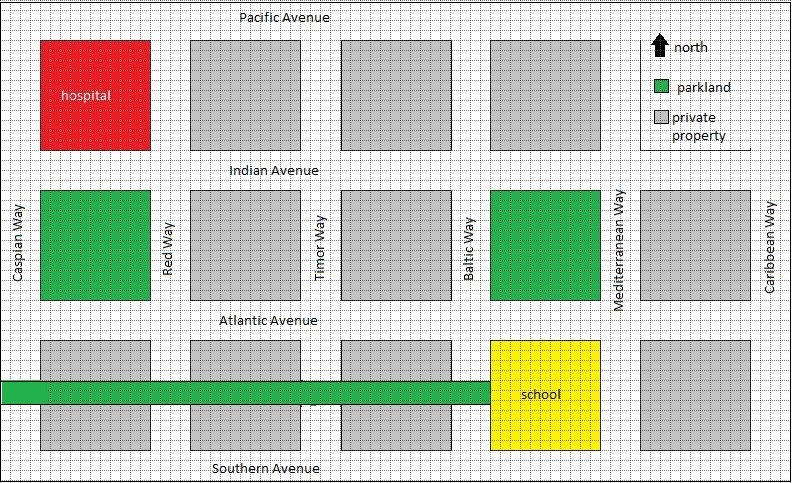 Pacific Avenue
north
hospital
parkland
private
property
Indian Avenue
Caspian Way
Red Way
Timor Way
Baltic Way
Mediterranean Way
Caribbean Way
Atlantic Avenue
school
Southern Avenue